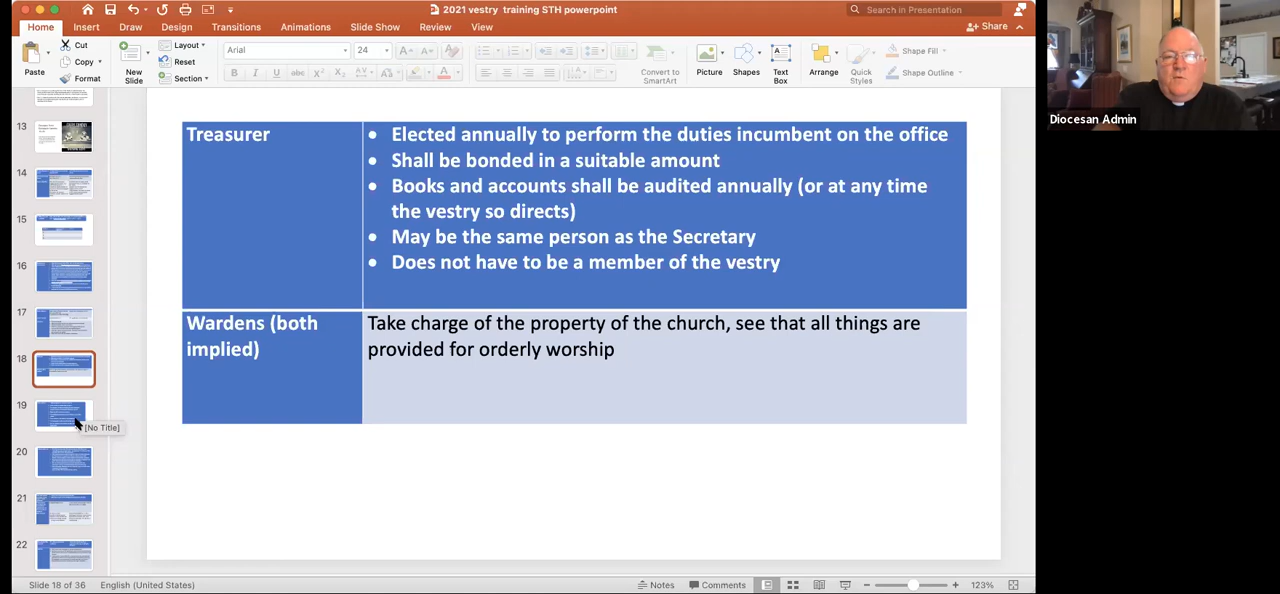 2021 vestry training STH powerpoint
Search in Presentation
Home Insert Draw Design Transitions Animations Slide Show Review View
Share
Paste
Cut
Copy
Format
New
Slide
Layout
Reset
Section
Arial 24
B I U abc
Convert to
SmartArt
Picture
Shapes
Text
Box
Arrange
Quick
Styles
Shape Fill
Shape Outline
Diocesan Admin
13
14
15
16
17
18
19
[No Title]
20
21
22
Treasurer
• Elected annually to perform the duties incumbent on the office
• Shall be bonded in a suitable amount
• Books and accounts shall be audited annually (or at any time
the vestry so directs)
• May be the same person as the Secretary
• Does not have to be a member of the vestry
Wardens (both
implied)
Take charge of the property of the church, see that all things are
provided for orderly worship
Slide 18 of 36 English (United States) Notes Comments 123%